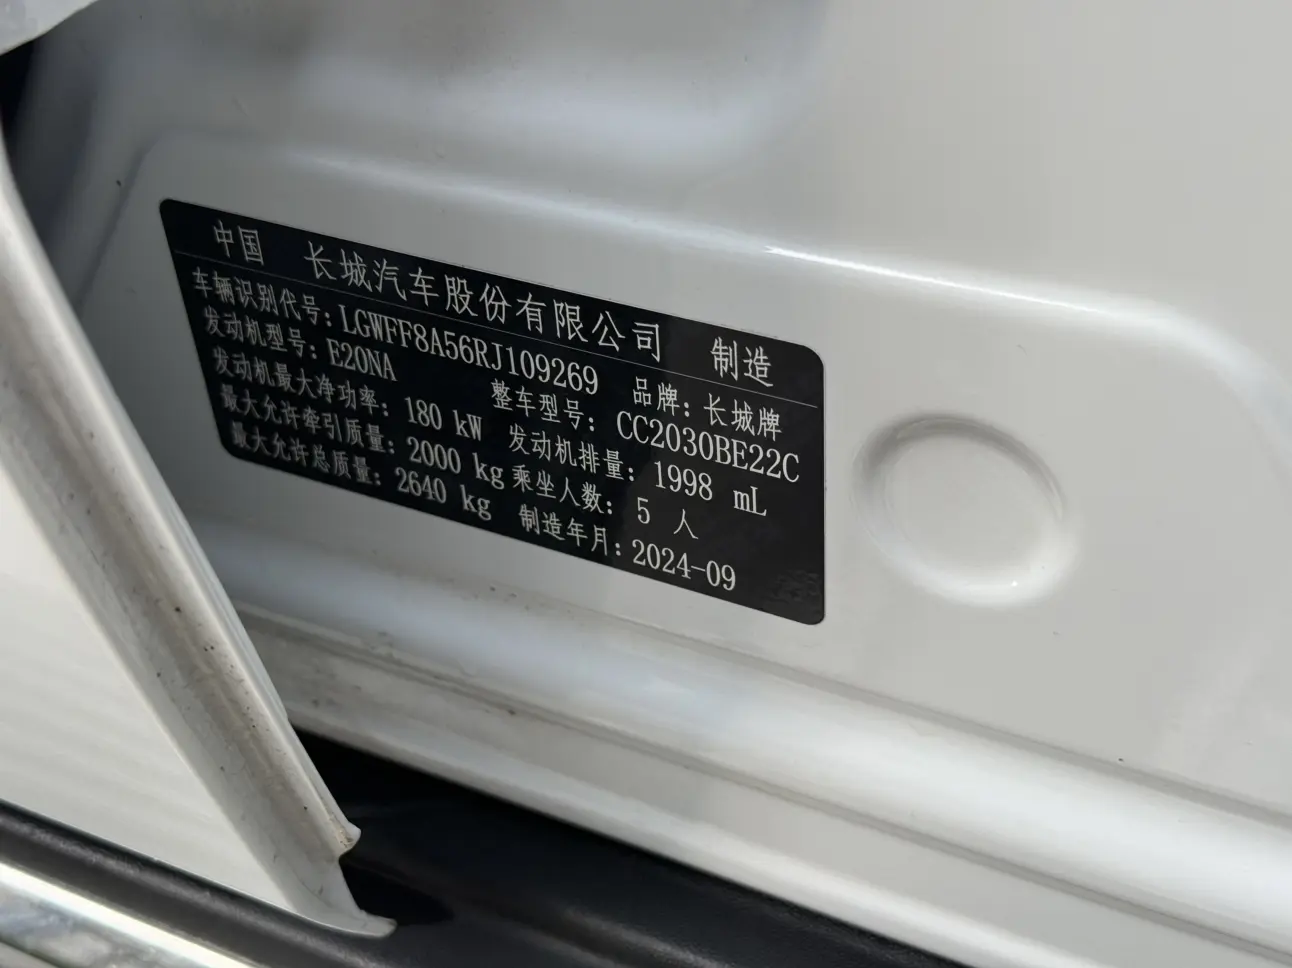 中国 长城汽车股份有限公司 制造
车辆识别代号: LGWFF8A56RJ109269 品牌: 长城牌
发动机型号: E20NA 整车型号: CC2030BE22C
发动机最大净功率: 180 kW 发动机排量: 1998 mL
最大允许牵引质量: 2000 kg 乘坐人数: 5 人
最大允许总质量: 2640 kg 制造年月: 2024-09